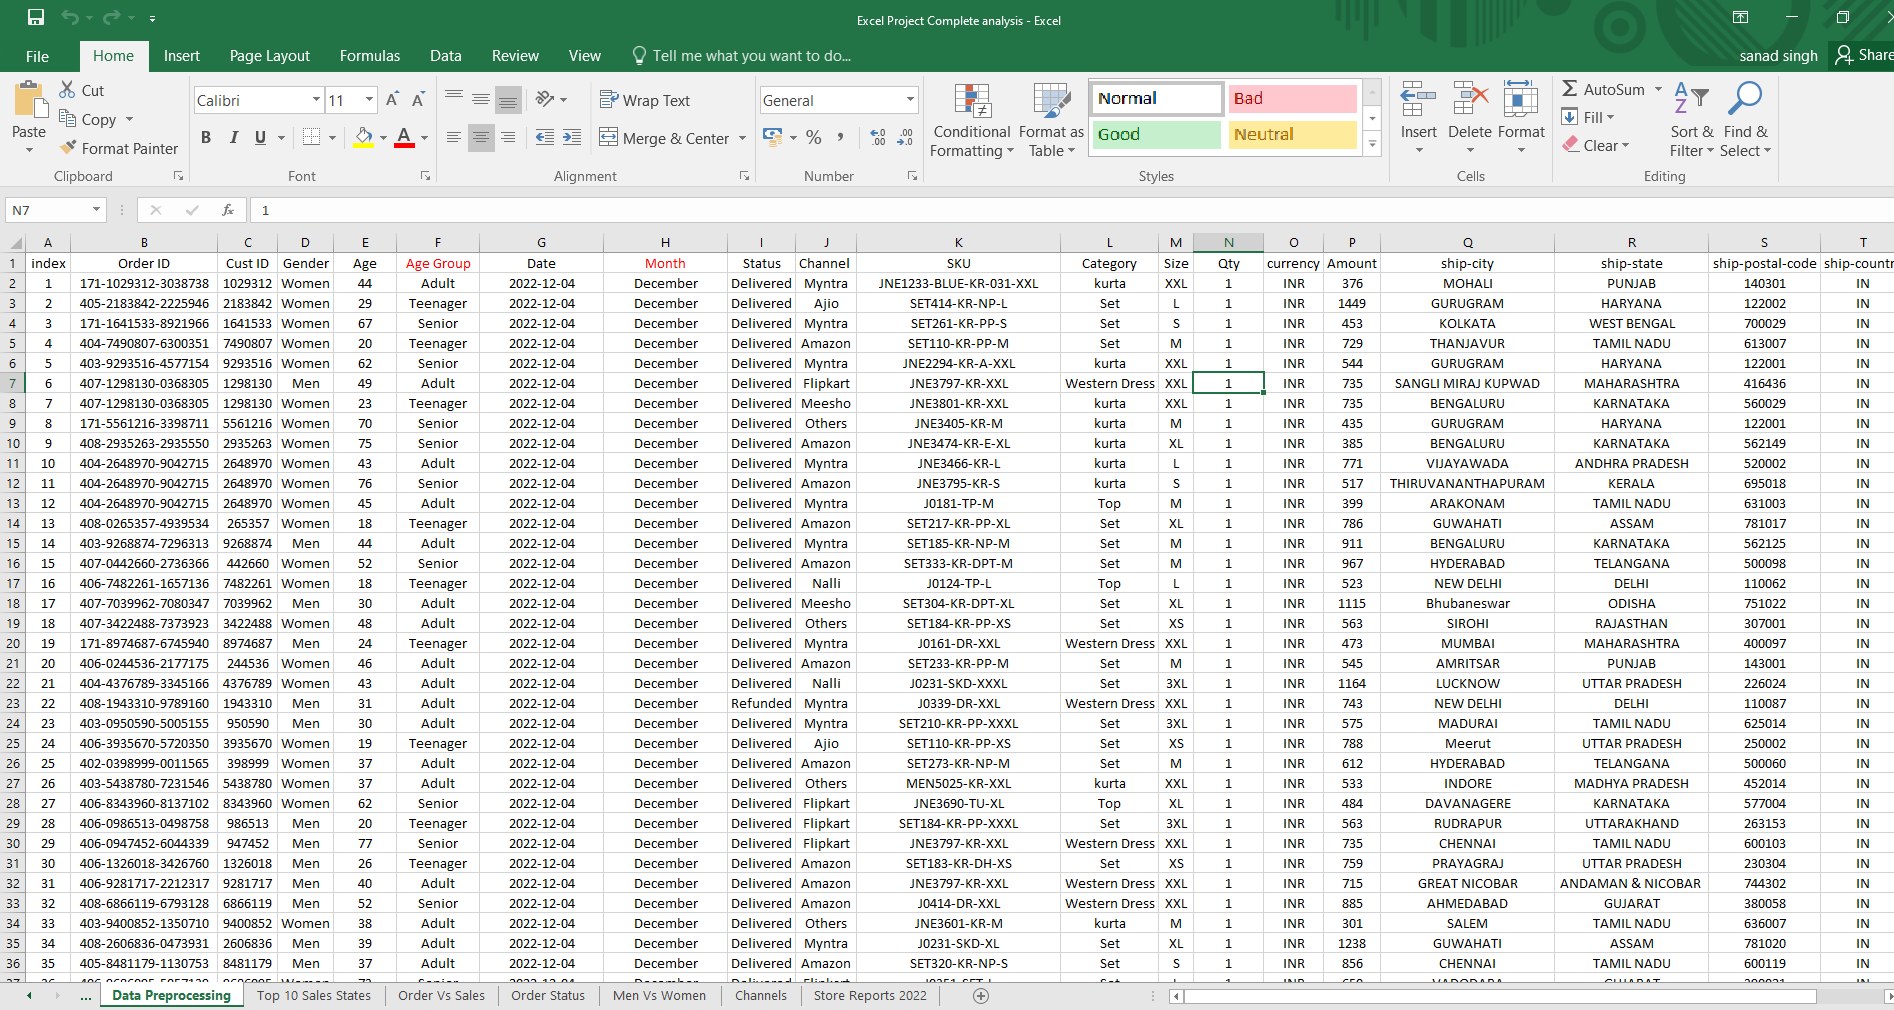 Excel Project Complete analysis - Excel
File Home Insert Page Layout Formulas Data Review View Tell me what you want to do... sanad singh Share
Paste Cut Copy Format Painter Clipboard
Calibri 11 A A B I U A Font
Wrap Text Merge & Center Alignment
General % , Number
Conditional Formatting Format as Table Normal Bad Good Neutral Styles
Insert Delete Format Cells
AutoSum Fill Clear Sort & Filter Find & Select Editing
N7 fx 1
A B C D E F G H I J K L M N O P Q R S T
1 index Order ID Cust ID Gender Age Age Group Date Month Status Channel SKU Category Size Qty currency Amount ship-city ship-state ship-postal-code ship-countr
2 1 171-1029312-3038738 1029312 Women 44 Adult 2022-12-04 December Delivered Myntra JNE1233-BLUE-KR-031-XXL kurta XXL 1 INR 376 MOHALI PUNJAB 140301 IN
3 2 405-2183842-2225946 2183842 Women 29 Teenager 2022-12-04 December Delivered Ajio SET414-KR-NP-L Set L 1 INR 1449 GURUGRAM HARYANA 122002 IN
4 3 171-1641533-8921966 1641533 Women 67 Senior 2022-12-04 December Delivered Myntra SET261-KR-PP-S Set S 1 INR 453 KOLKATA WEST BENGAL 700029 IN
5 4 404-7490807-6300351 7490807 Women 20 Teenager 2022-12-04 December Delivered Amazon SET110-KR-PP-M Set M 1 INR 729 THANJAVUR TAMIL NADU 613007 IN
6 5 403-9293516-4577154 9293516 Women 62 Senior 2022-12-04 December Delivered Myntra JNE2294-KR-A-XXL kurta XXL 1 INR 544 GURUGRAM HARYANA 122001 IN
7 6 407-1298130-0368305 1298130 Men 49 Adult 2022-12-04 December Delivered Flipkart JNE3797-KR-XXL Western Dress XXL 1 INR 735 SANGLI MIRAJ KUPWAD MAHARASHTRA 416436 IN
8 7 407-1298130-0368305 1298130 Women 23 Teenager 2022-12-04 December Delivered Meesho JNE3801-KR-XXL kurta XXL 1 INR 735 BENGALURU KARNATAKA 560029 IN
9 8 171-5561216-3398711 5561216 Women 70 Senior 2022-12-04 December Delivered Others JNE3405-KR-M kurta M 1 INR 435 GURUGRAM HARYANA 122001 IN
10 9 408-2935263-2935550 2935263 Women 75 Senior 2022-12-04 December Delivered Amazon JNE3474-KR-E-XL kurta XL 1 INR 385 BENGALURU KARNATAKA 562149 IN
11 10 404-2648970-9042715 2648970 Women 43 Adult 2022-12-04 December Delivered Myntra JNE3466-KR-L kurta L 1 INR 771 VIJAYAWADA ANDHRA PRADESH 520002 IN
12 11 404-2648970-9042715 2648970 Women 76 Senior 2022-12-04 December Delivered Amazon JNE3795-KR-S kurta S 1 INR 517 THIRUVANANTHAPURAM KERALA 695018 IN
13 12 404-2648970-9042715 2648970 Women 45 Adult 2022-12-04 December Delivered Myntra J0181-TP-M Top M 1 INR 399 ARAKONAM TAMIL NADU 631003 IN
14 13 408-0265357-4939534 265357 Women 18 Teenager 2022-12-04 December Delivered Amazon SET217-KR-PP-XL Set XL 1 INR 786 GUWAHATI ASSAM 781017 IN
15 14 403-9268874-7296313 9268874 Men 44 Adult 2022-12-04 December Delivered Myntra SET185-KR-NP-M Set M 1 INR 911 BENGALURU KARNATAKA 562125 IN
16 15 407-0442660-2736366 442660 Women 52 Senior 2022-12-04 December Delivered Amazon SET333-KR-DPT-M Set M 1 INR 967 HYDERABAD TELANGANA 500098 IN
17 16 406-7482261-1657136 7482261 Women 18 Teenager 2022-12-04 December Delivered Nalli J0124-TP-L Top L 1 INR 523 NEW DELHI DELHI 110062 IN
18 17 407-7039962-7080347 7039962 Men 30 Adult 2022-12-04 December Delivered Meesho SET304-KR-DPT-XL Set XL 1 INR 1115 Bhubaneswar ODISHA 751022 IN
19 18 407-3422488-7373923 3422488 Women 48 Adult 2022-12-04 December Delivered Others SET184-KR-PP-XS Set XS 1 INR 563 SIROHI RAJASTHAN 307001 IN
20 19 171-8974687-6745940 8974687 Men 24 Teenager 2022-12-04 December Delivered Myntra J0161-DR-XXL Western Dress XXL 1 INR 473 MUMBAI MAHARASHTRA 400097 IN
21 20 406-0244536-2177175 244536 Women 46 Adult 2022-12-04 December Delivered Amazon SET233-KR-PP-M Set M 1 INR 545 AMRITSAR PUNJAB 143001 IN
22 21 404-4376789-3345166 4376789 Women 43 Adult 2022-12-04 December Delivered Nalli J0231-SKD-XXXL Set 3XL 1 INR 1164 LUCKNOW UTTAR PRADESH 226024 IN
23 22 408-1943310-9789160 1943310 Men 31 Adult 2022-12-04 December Refunded Myntra J0339-DR-XXL Western Dress XXL 1 INR 743 NEW DELHI DELHI 110087 IN
24 23 403-0950590-5005155 950590 Men 30 Adult 2022-12-04 December Delivered Myntra SET210-KR-PP-XXXL Set 3XL 1 INR 575 MADURAI TAMIL NADU 625014 IN
25 24 406-3935670-5720350 3935670 Women 19 Teenager 2022-12-04 December Delivered Ajio SET110-KR-PP-XS Set XS 1 INR 788 Meerut UTTAR PRADESH 250002 IN
26 25 402-0398999-0011565 398999 Women 37 Adult 2022-12-04 December Delivered Amazon SET273-KR-NP-M Set M 1 INR 612 HYDERABAD TELANGANA 500060 IN
27 26 403-5438780-7231546 5438780 Men 37 Adult 2022-12-04 December Delivered Others MEN5025-KR-XXL kurta XXL 1 INR 533 INDORE MADHYA PRADESH 452014 IN
28 27 406-8343960-8137102 8343960 Women 62 Senior 2022-12-04 December Delivered Flipkart JNE3690-TU-XL Top XL 1 INR 484 DAVANAGERE KARNATAKA 577004 IN
29 28 406-0986513-0498758 986513 Men 20 Teenager 2022-12-04 December Delivered Flipkart SET184-KR-PP-XXXL Set 3XL 1 INR 563 RUDRAPUR UTTARAKHAND 263153 IN
30 29 406-0947452-6044339 947452 Men 77 Senior 2022-12-04 December Delivered Flipkart JNE3797-KR-XXL Western Dress XXL 1 INR 735 CHENNAI TAMIL NADU 600103 IN
31 30 406-1326018-3426760 1326018 Men 26 Teenager 2022-12-04 December Delivered Amazon SET183-KR-DH-XS Set XS 1 INR 759 PRAYAGRAJ UTTAR PRADESH 230304 IN
32 31 406-9281717-2212317 9281717 Men 40 Adult 2022-12-04 December Delivered Amazon JNE3797-KR-XXL Western Dress XXL 1 INR 715 GREAT NICOBAR ANDAMAN & NICOBAR 744302 IN
33 32 408-6866119-6793128 6866119 Men 52 Senior 2022-12-04 December Delivered Amazon J0414-DR-XXL Western Dress XXL 1 INR 885 AHMEDABAD GUJARAT 380058 IN
34 33 403-9400852-1350710 9400852 Women 38 Adult 2022-12-04 December Delivered Others JNE3601-KR-M kurta M 1 INR 301 SALEM TAMIL NADU 636007 IN
35 34 408-2606836-0473931 2606836 Men 39 Adult 2022-12-04 December Delivered Myntra J0231-SKD-XL Set XL 1 INR 1238 GUWAHATI ASSAM 781020 IN
36 35 405-8481179-1130753 8481179 Men 37 Adult 2022-12-04 December Delivered Amazon SET320-KR-NP-S Set S 1 INR 856 CHENNAI TAMIL NADU 600119 IN
... Data Preprocessing Top 10 Sales States Order Vs Sales Order Status Men Vs Women Channels Store Reports 2022